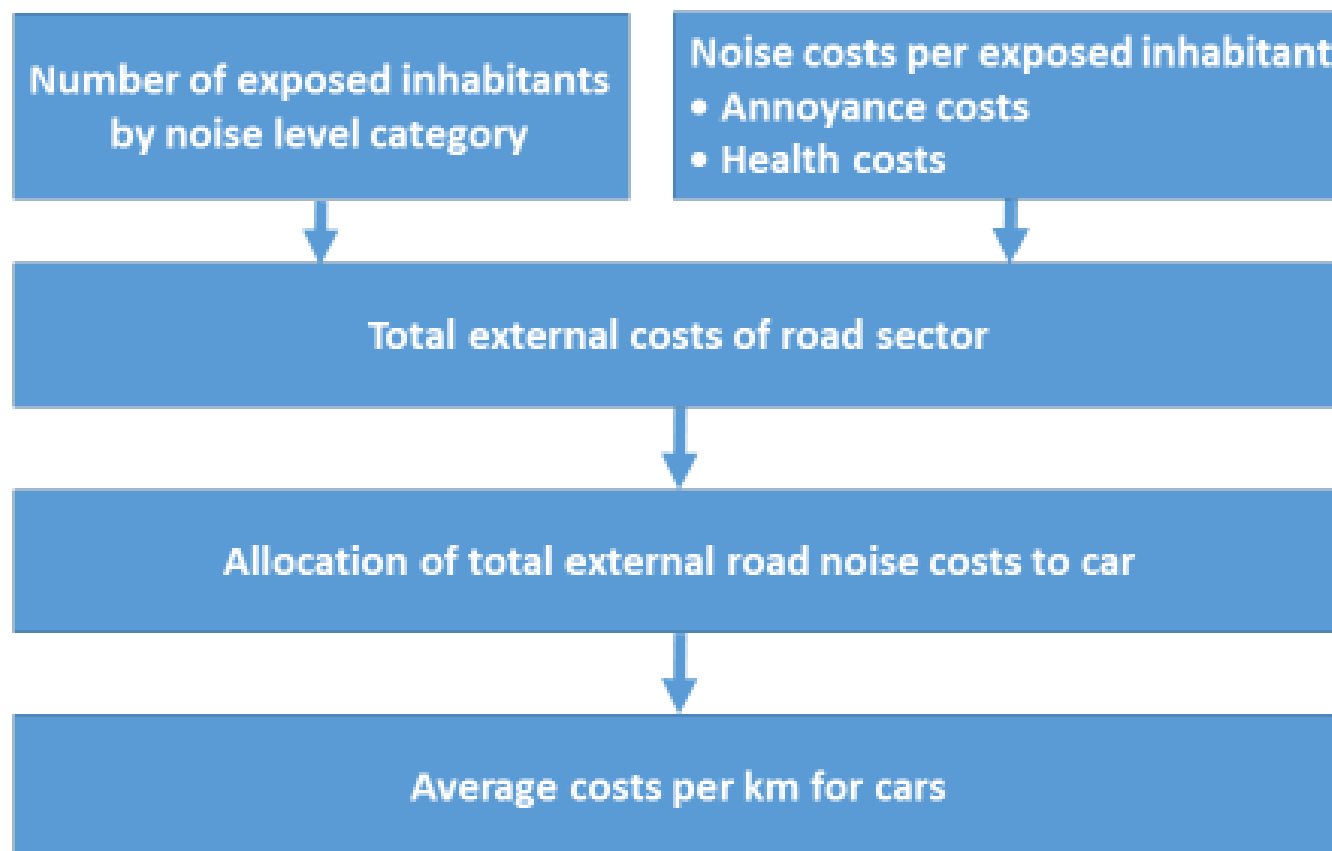 Number of exposed inhabitants
by noise level category
Noise costs per exposed inhabitant
• Annoyance costs
• Health costs
Total external costs of road sector
Allocation of total external road noise costs to car
Average costs per km for cars